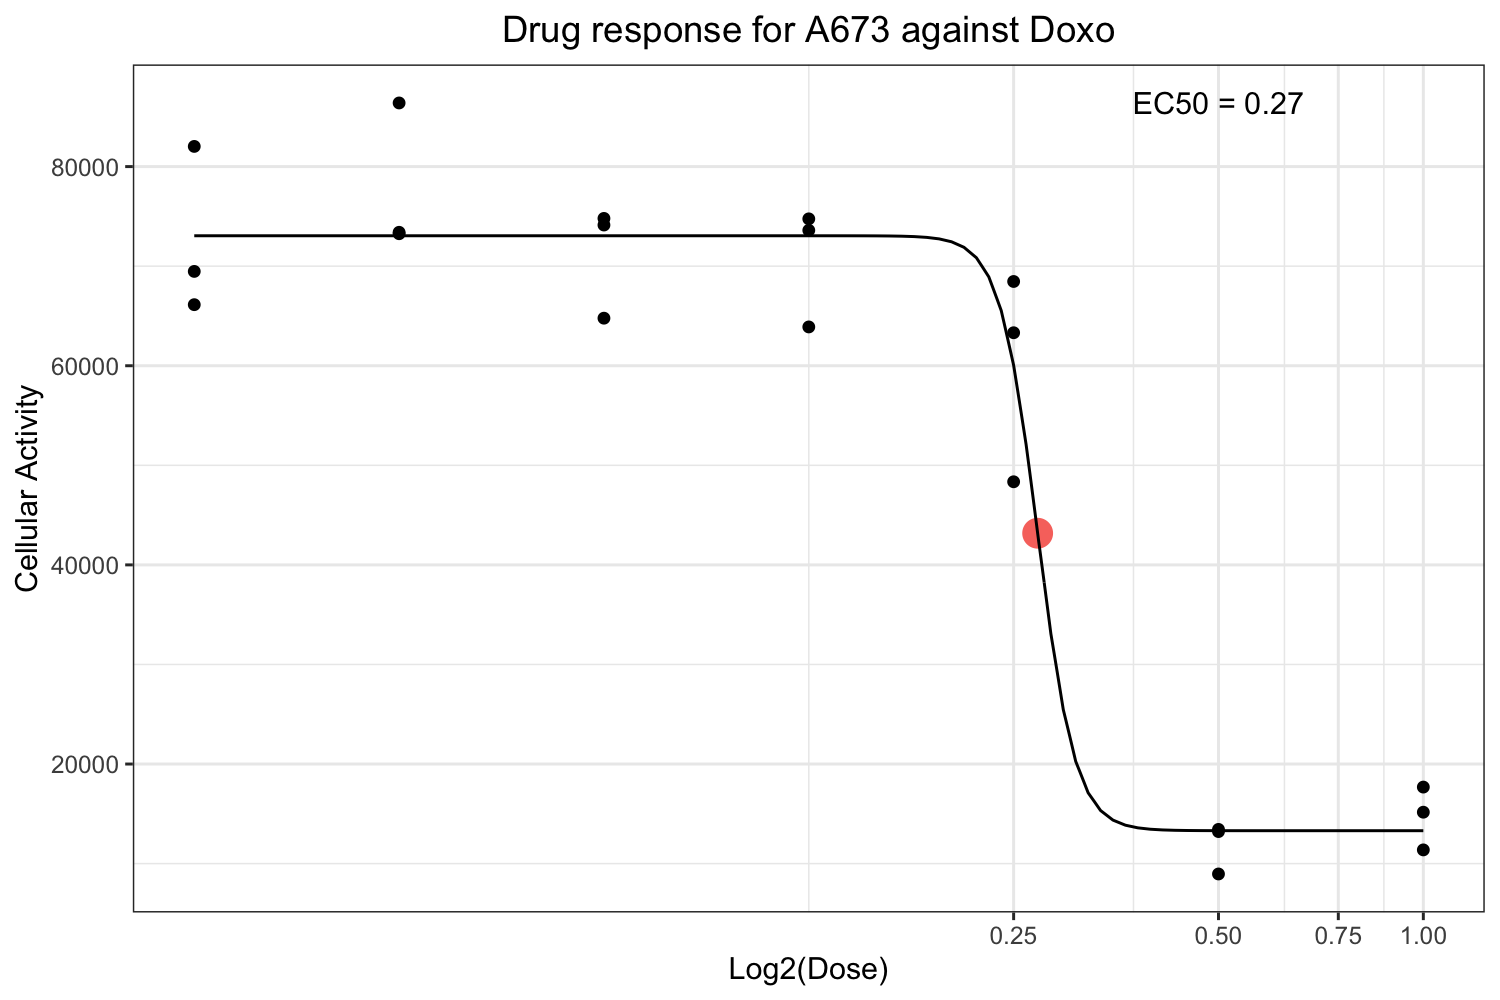 Drug response for A673 against Doxo
EC50 = 0.27
80000
60000
40000
20000
Cellular Activity
0.25 0.50 0.75 1.00
Log2(Dose)